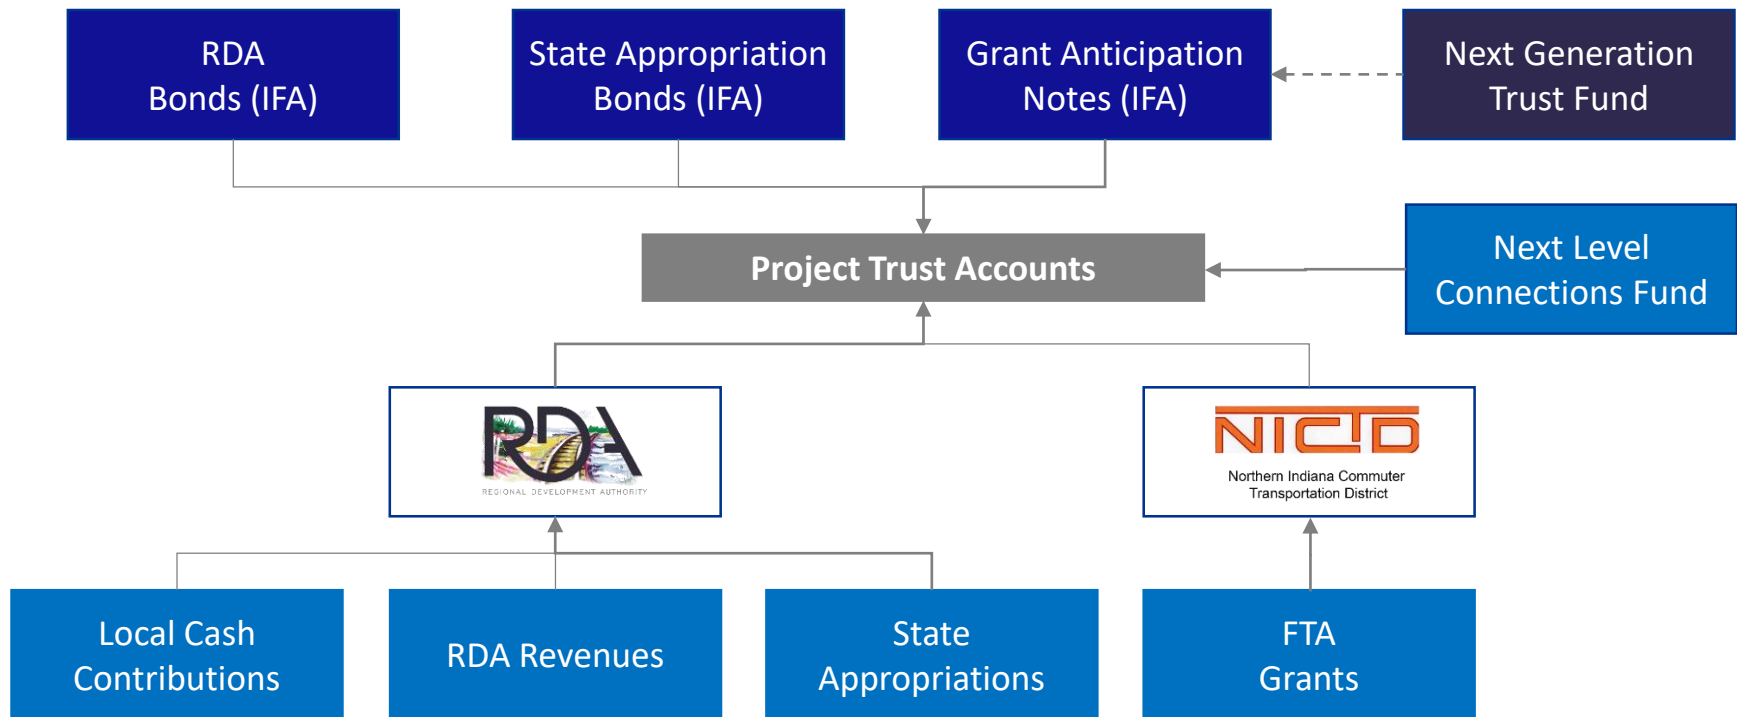 RDA
Bonds (IFA)
State Appropriation
Bonds (IFA)
Grant Anticipation
Notes (IFA)
Next Generation
Trust Fund
Next Level
Connections Fund
Project Trust Accounts
RDA
REGIONAL DEVELOPMENT AUTHORITY
NICTD
Northern Indiana Commuter
Transportation District
Local Cash
Contributions
RDA Revenues
State
Appropriations
FTA
Grants